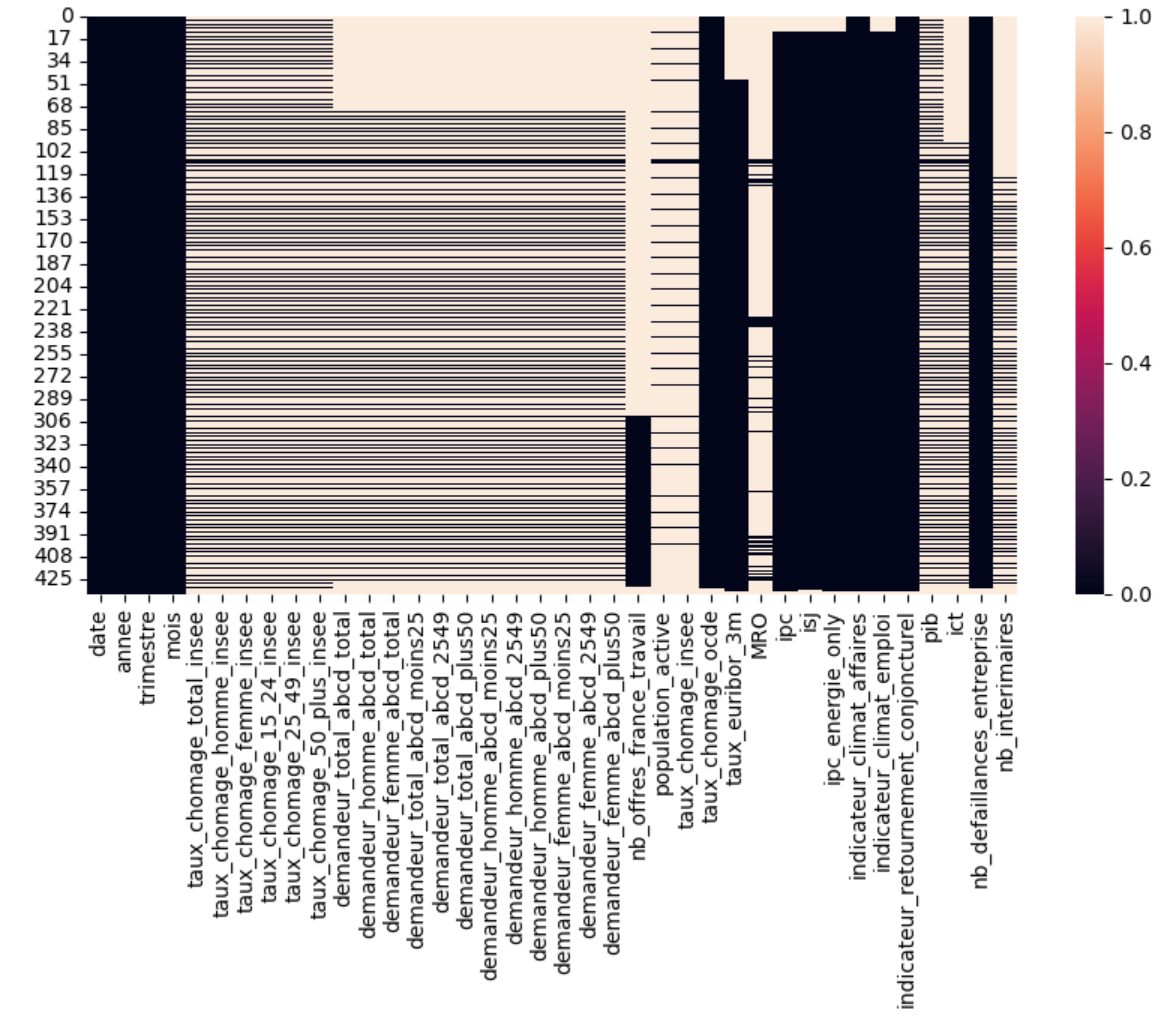 0
17
34
51
68
85
102
119
136
153
170
187
204
221
238
255
272
289
306
323
340
357
374
391
408
425
date
annee
trimestre
mois
taux_chomage_total_insee
taux_chomage_homme_insee
taux_chomage_femme_insee
taux_chomage_15_24_insee
taux_chomage_25_49_insee
taux_chomage_50_plus_insee
demandeur_total_abcd_total
demandeur_homme_abcd_total
demandeur_femme_abcd_total
demandeur_total_abcd_moins25
demandeur_total_abcd_2549
demandeur_total_abcd_plus50
demandeur_homme_abcd_moins25
demandeur_homme_abcd_2549
demandeur_homme_abcd_plus50
demandeur_femme_abcd_moins25
demandeur_femme_abcd_2549
demandeur_femme_abcd_plus50
nb_offres_france_travail
population_active
taux_chomage_insee
taux_chomage_ocde
taux_euribor_3m
MRO
ipc
isj
ipc_energie_only
indicateur_climat_affaires
indicateur_climat_emploi
indicateur_retournement_conjoncturel
pib
ict
nb_defaillances_entreprise
nb_interimaires
1.0
0.8
0.6
0.4
0.2
0.0